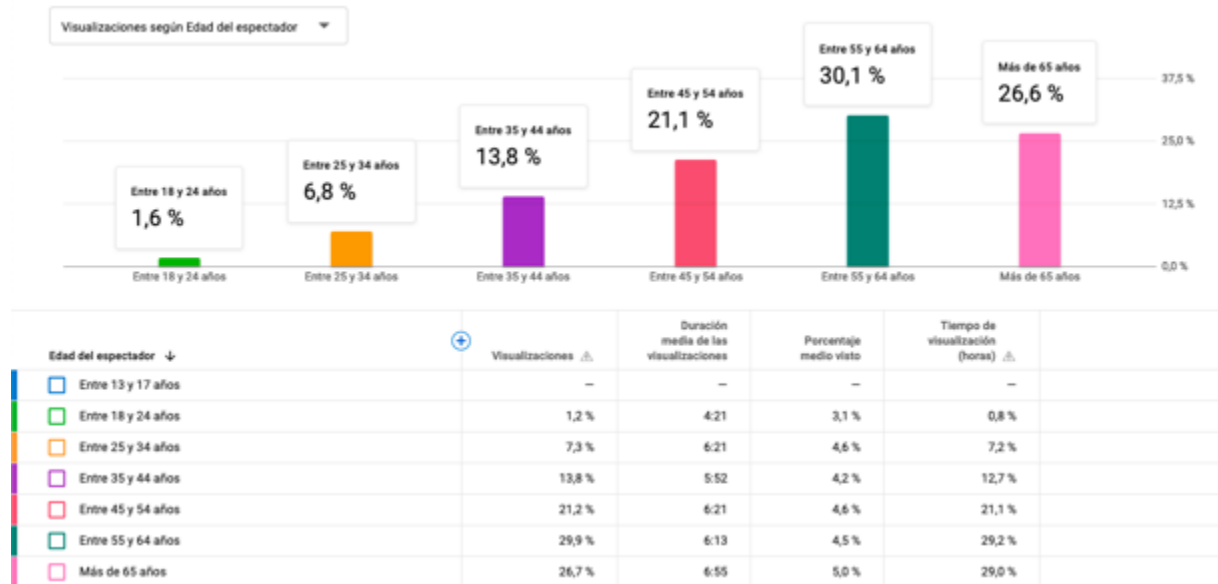 Visualizaciones según Edad del espectador
Entre 18 y 24 años
1,6 %
Entre 25 y 34 años
6,8 %
Entre 35 y 44 años
13,8 %
Entre 45 y 54 años
21,1 %
Entre 55 y 64 años
30,1 %
Más de 65 años
26,6 %
37,5 %
25,0 %
12,5 %
0,0 %
Entre 18 y 24 años Entre 25 y 34 años Entre 35 y 44 años Entre 45 y 54 años Entre 55 y 64 años Más de 65 años
Edad del espectador Visualizaciones Duración media de las visualizaciones Porcentaje medio visto Tiempo de visualización (horas)
Entre 13 y 17 años — — — —
Entre 18 y 24 años 1,2 % 4:21 3,1 % 0,8 %
Entre 25 y 34 años 7,3 % 6:21 4,6 % 7,2 %
Entre 35 y 44 años 13,8 % 5:52 4,2 % 12,7 %
Entre 45 y 54 años 21,2 % 6:21 4,6 % 21,1 %
Entre 55 y 64 años 29,9 % 6:13 4,5 % 29,2 %
Más de 65 años 26,7 % 6:55 5,0 % 29,0 %